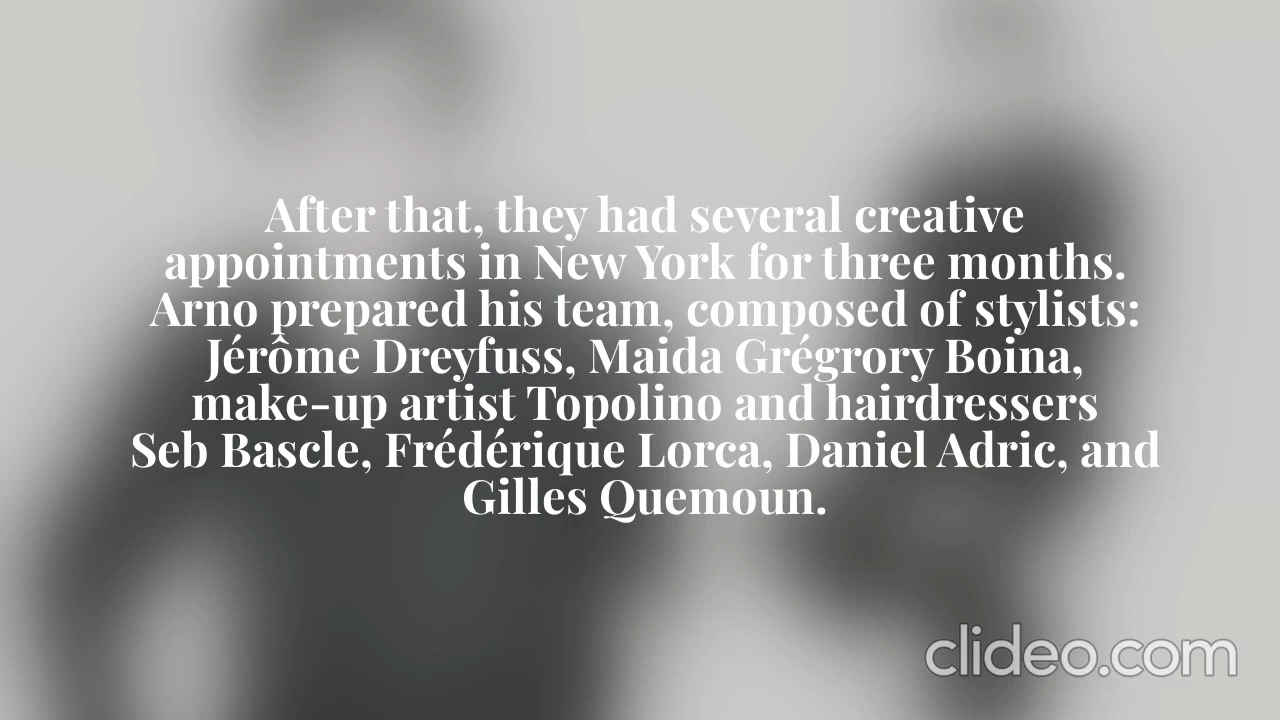 After that, they had several creative
appointments in New York for three months.
Arno prepared his team, composed of stylists:
Jérôme Dreyfuss, Maida Grégrory Boina,
make-up artist Topolino and hairdressers
Seb Bascle, Frédérique Lorca, Daniel Adric, and
Gilles Quemoun.
clideo.com